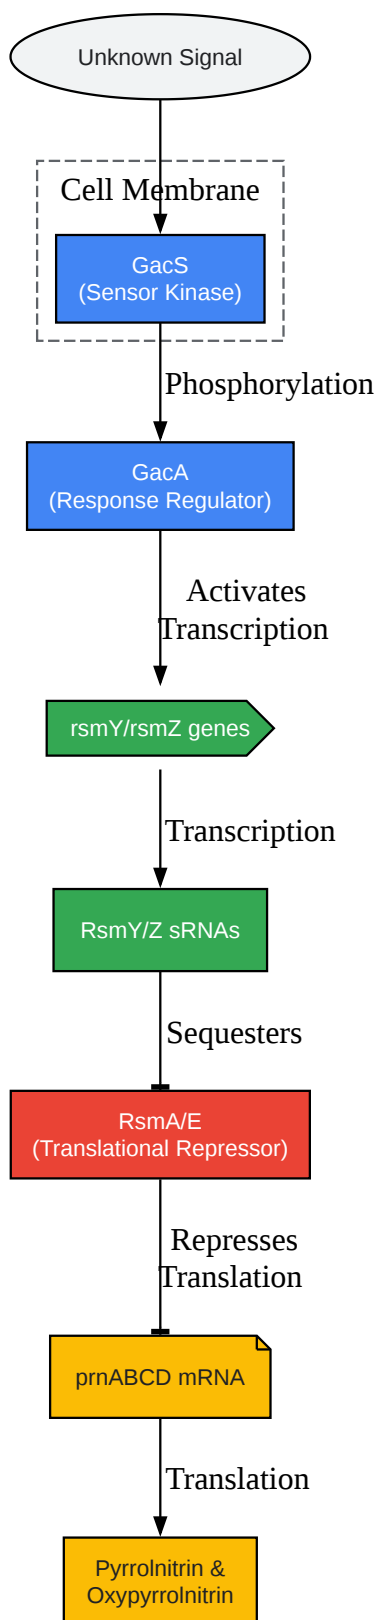 Unknown Signal
Cell Membrane
GacS
(Sensor Kinase)
Phosphorylation
GacA
(Response Regulator)
Activates
Transcription
rsmY/rsmZ genes
Transcription
RsmY/Z sRNAs
Sequesters
RsmA/E
(Translational Repressor)
Represses
Translation
prnABCD mRNA
Translation
Pyrrolnitrin &
Oxypyrrolnitrin